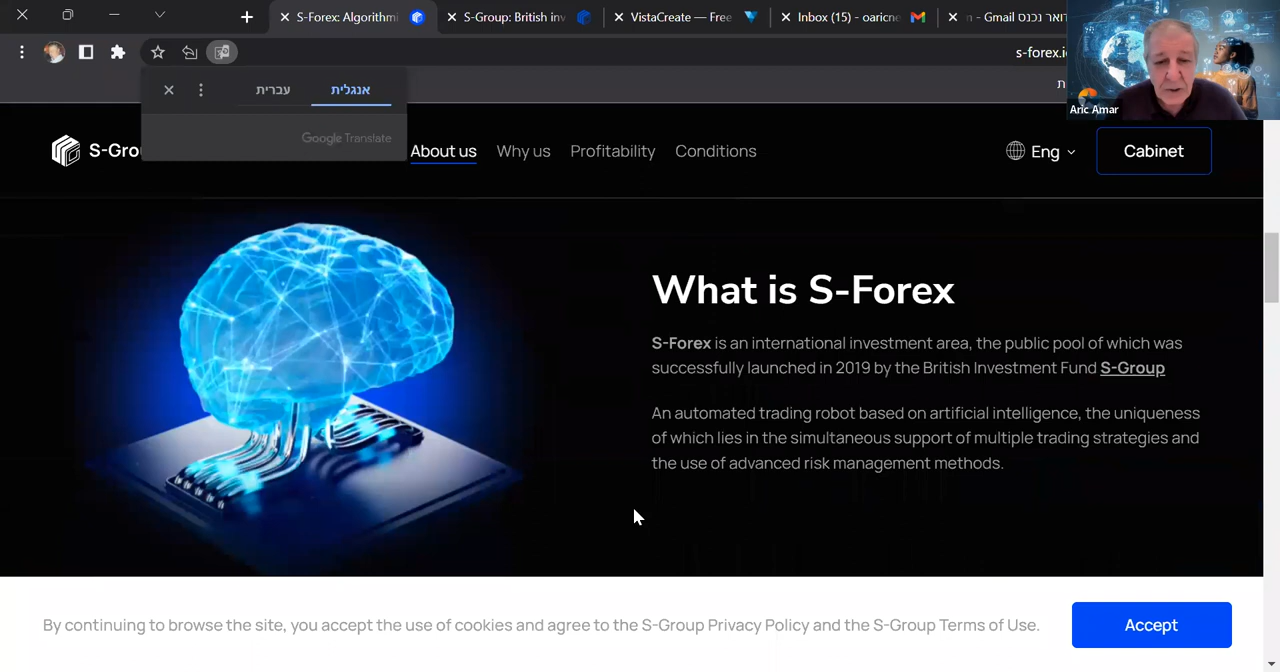 S-Forex: Algorithmi
S-Group: British inv
VistaCreate — Free
Inbox (15) - oaricne
דואר נכנס - Gmail
s-forex.i
ת
עברית
אנגלית
Google Translate
S-Grou
About us
Why us
Profitability
Conditions
Eng
Cabinet
Aric Amar
What is S-Forex
S-Forex is an international investment area, the public pool of which was
successfully launched in 2019 by the British Investment Fund S-Group
An automated trading robot based on artificial intelligence, the uniqueness
of which lies in the simultaneous support of multiple trading strategies and
the use of advanced risk management methods.
By continuing to browse the site, you accept the use of cookies and agree to the S-Group Privacy Policy and the S-Group Terms of Use.
Accept